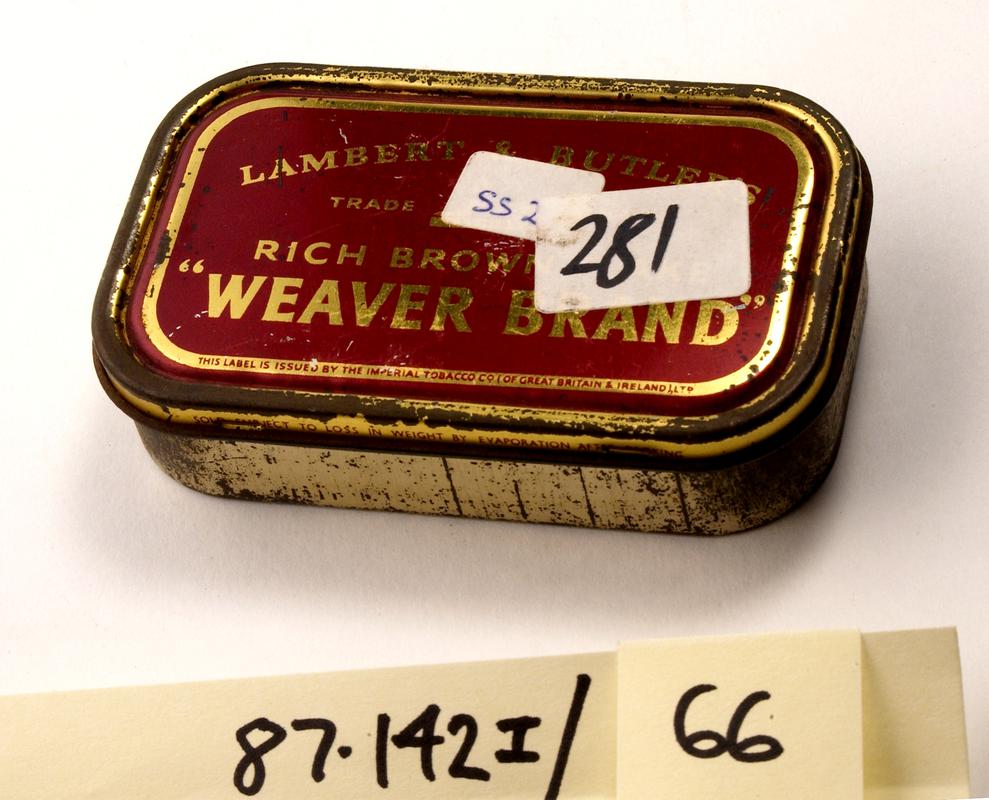 LAMBERT & BUTLER'S
TRADE
SS 2
281
RICH BROWN
"WEAVER BRAND"
THIS LABEL IS ISSUED BY THE IMPERIAL TOBACCO CO (OF GREAT BRITAIN & IRELAND) LTD
SUBJECT TO LOSS IN WEIGHT BY EVAPORATION
87.142I/ 66